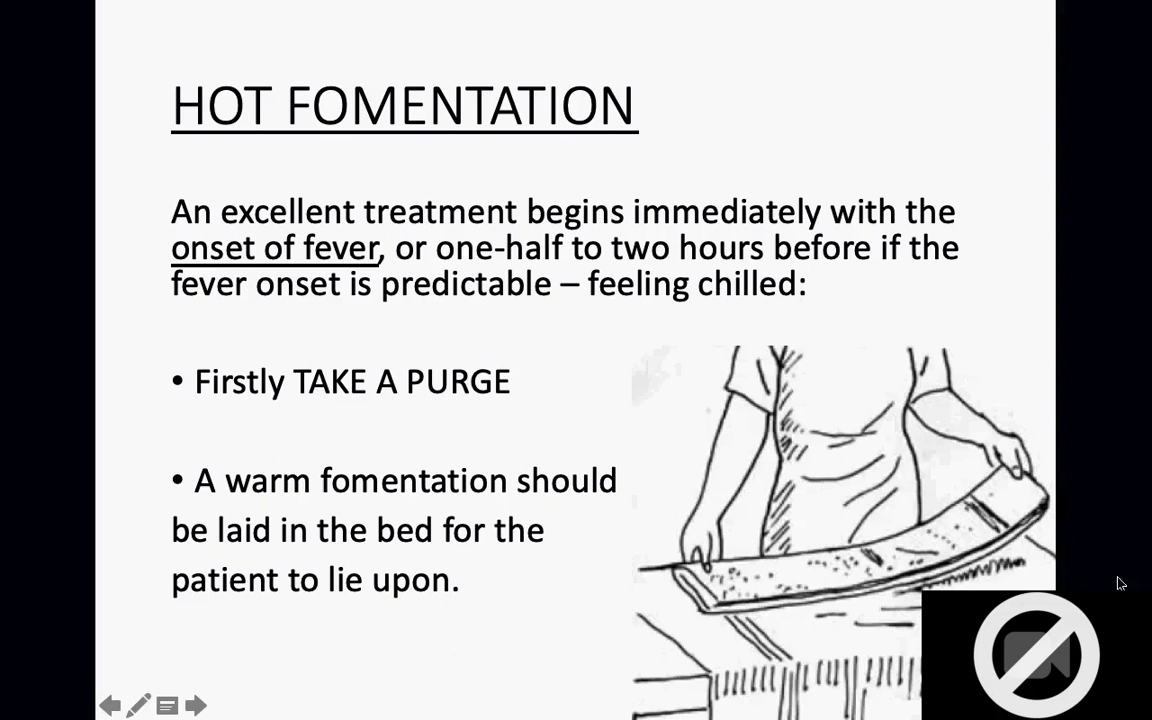 HOT FOMENTATION
An excellent treatment begins immediately with the
onset of fever, or one-half to two hours before if the
fever onset is predictable – feeling chilled:
• Firstly TAKE A PURGE
• A warm fomentation should
be laid in the bed for the
patient to lie upon.